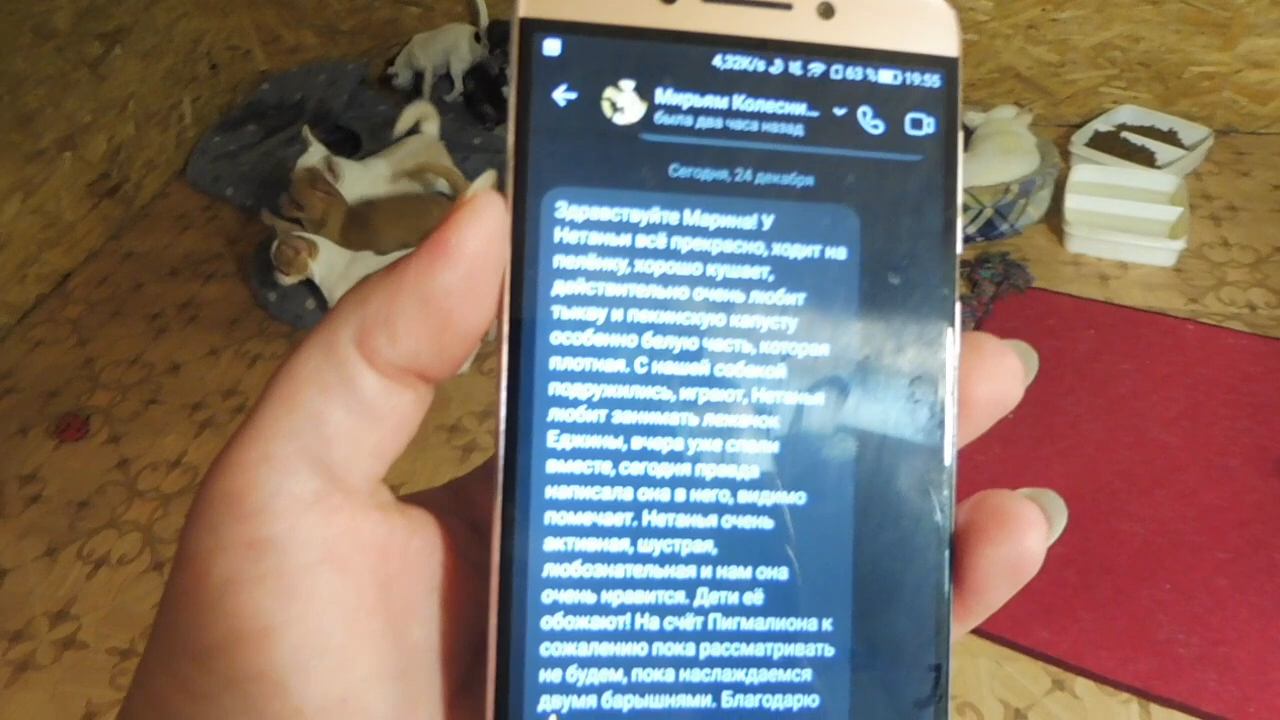 4,32K/s 63 % 19:55
Мирьям Колесни...
была два часа назад
Сегодня, 24 декабря
Здравствуйте Марина! У
Нетаньи всё прекрасно, ходит на
пелёнку, хорошо кушает,
действительно очень любит
тыкву и пекинскую капусту
особенно белую часть, которая
плотная. С нашей собакой
подружились, играют, Нетанья
любит занимать лежачок
Еджины, вчера уже спали
вместе, сегодня правда
написала она в него, видимо
помечает. Нетанья очень
активная, шустрая,
любознательная и нам она
очень нравится. Дети её
обожают! На счёт Пигмалиона к
сожалению пока рассматривать
не будем, пока наслаждаемся
двумя барышнями. Благодарю